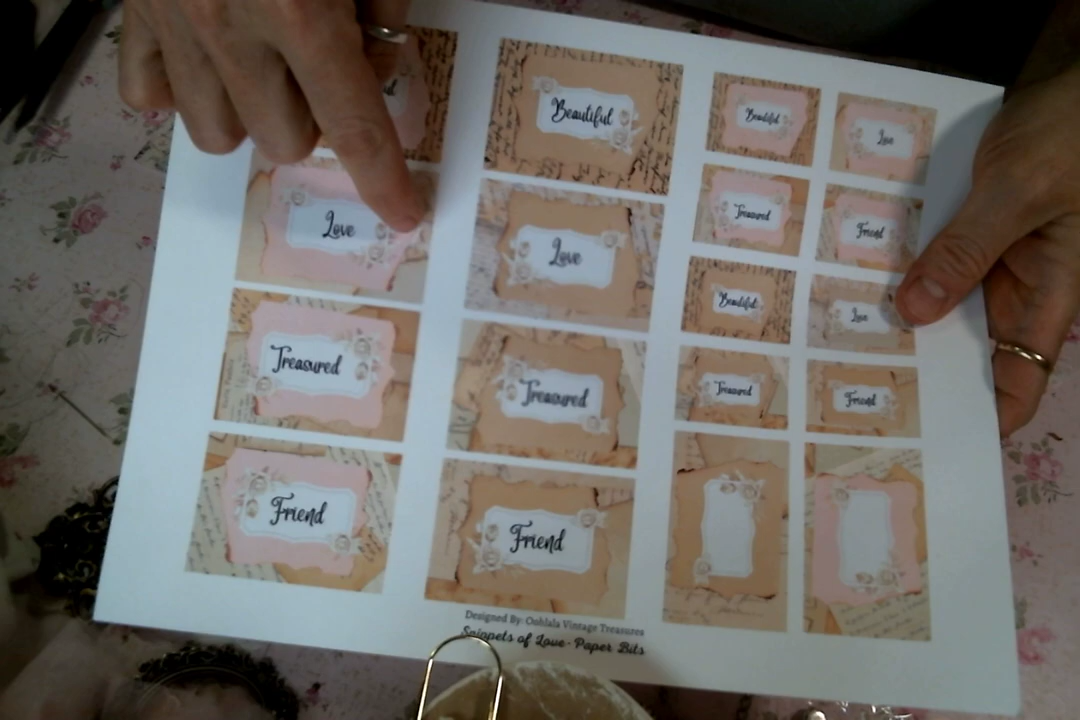 Beautiful
Beautiful
Love
Love
Love
Treasured
Friend
Beautiful
Love
Treasured
Treasured
Treasured
Friend
Friend
Friend
Designed By: Oohlala Vintage Treasures
Snippets of Love - Paper Bits